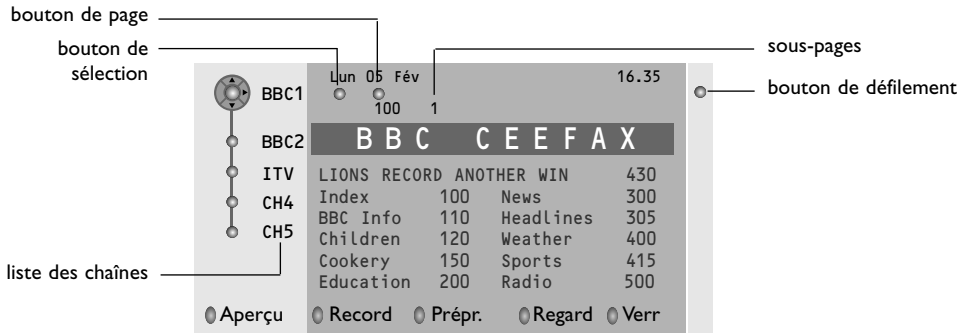 bouton de page
bouton de
sélection
sous-pages
bouton de défilement
Lun 05 Fév 16.35
BBC1
100 1
BBC2 BBC CEEFAX
ITV LIONS RECORD ANOTHER WIN 430
Index 100 News 300
CH4 BBC Info 110 Headlines 305
CH5 Children 120 Weather 400
Cookery 150 Sports 415
liste des chaînes
Education 200 Radio 500
Aperçu Record Prépr. Regard Verr